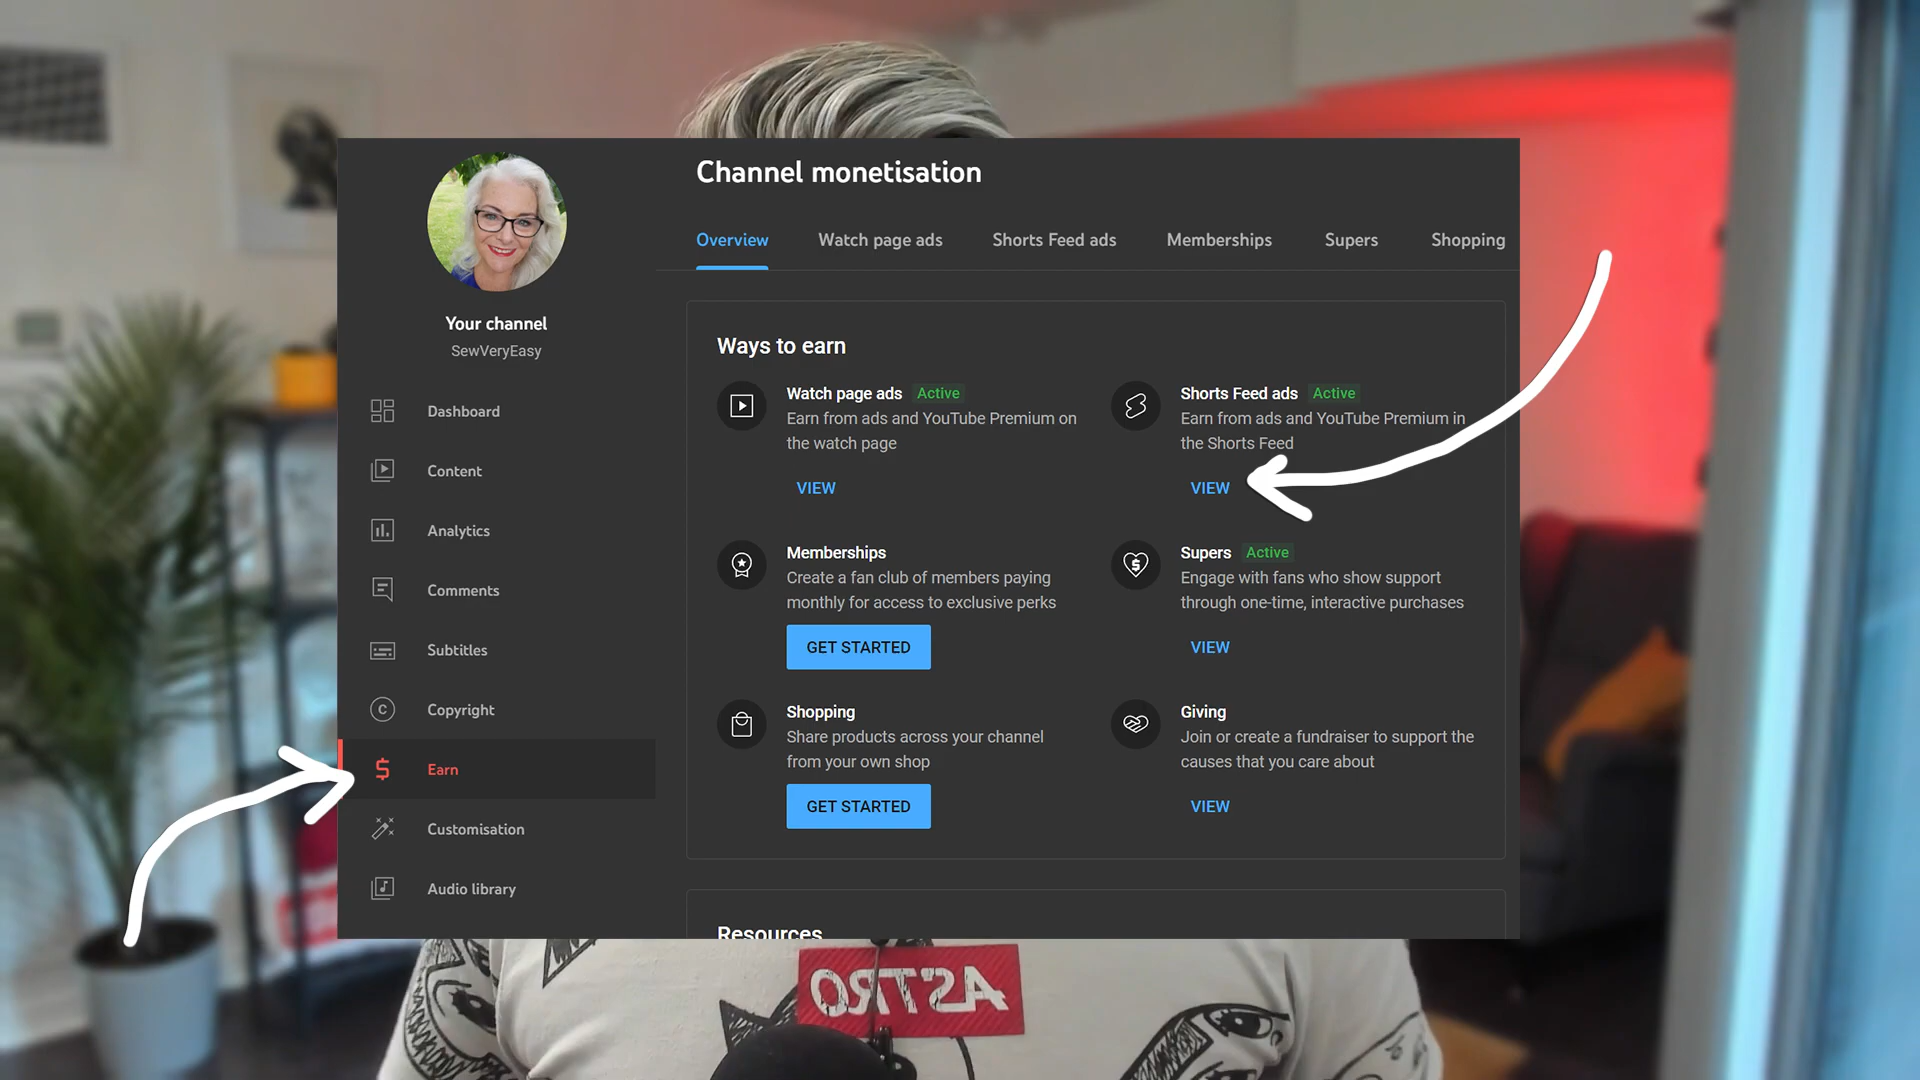 Channel monetisation
Your channel
SewVeryEasy
Dashboard
Content
Analytics
Comments
Subtitles
Copyright
Earn
Customisation
Audio library
Overview
Watch page ads
Shorts Feed ads
Memberships
Supers
Shopping
Ways to earn
Watch page ads Active
Earn from ads and YouTube Premium on
the watch page
VIEW
Shorts Feed ads Active
Earn from ads and YouTube Premium in
the Shorts Feed
VIEW
Memberships
Create a fan club of members paying
monthly for access to exclusive perks
GET STARTED
Supers Active
Engage with fans who show support
through one-time, interactive purchases
VIEW
Shopping
Share products across your channel
from your own shop
GET STARTED
Giving
Join or create a fundraiser to support the
causes that you care about
VIEW
Resources
ASTRO